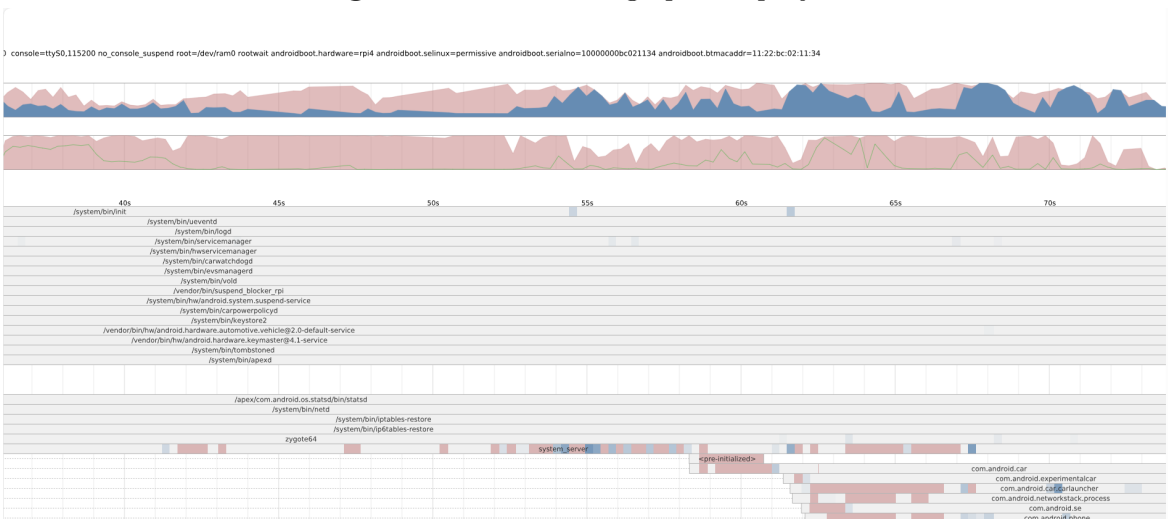 console=ttyS0,115200 no_console_suspend root=/dev/ram0 rootwait androidboot.hardware=rpi4 androidboot.selinux=permissive androidboot.serialno=10000000bc021134 androidboot.btmacaddr=11:22:bc:02:11:34
40s 45s 50s 55s 60s 65s 70s
/system/bin/init
/system/bin/ueventd
/system/bin/logd
/system/bin/servicemanager
/system/bin/hwservicemanager
/system/bin/carwatchdogd
/system/bin/evsmanagerd
/system/bin/vold
/vendor/bin/suspend_blocker_rpi
/system/bin/hw/android.system.suspend-service
/system/bin/carpowerpolicyd
/system/bin/keystore2
/vendor/bin/hw/android.hardware.automotive.vehicle@2.0-default-service
/vendor/bin/hw/android.hardware.keymaster@4.1-service
/system/bin/tombstoned
/system/bin/apexd
/apex/com.android.os.statsd/bin/statsd
/system/bin/netd
/system/bin/iptables-restore
/system/bin/ip6tables-restore
zygote64
system_server
<pre-initialized>
com.android.car
com.android.experimentalcar
com.android.car.carlauncher
com.android.networkstack.process
com.android.se
com.android.phone